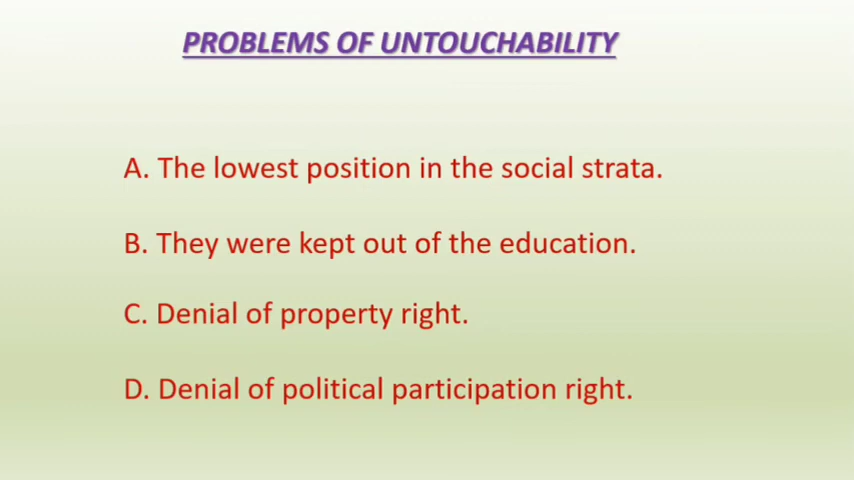 PROBLEMS OF UNTOUCHABILITY
A. The lowest position in the social strata.
B. They were kept out of the education.
C. Denial of property right.
D. Denial of political participation right.